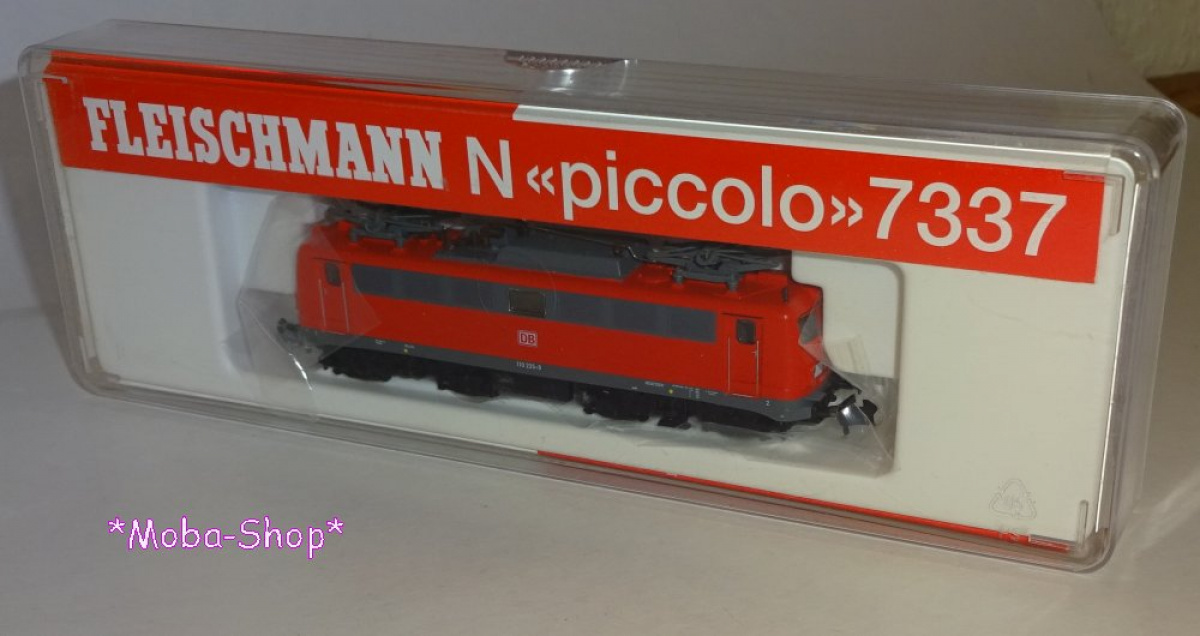 FLEISCHMANN N «piccolo» 7337
DB
*Moba-Shop*